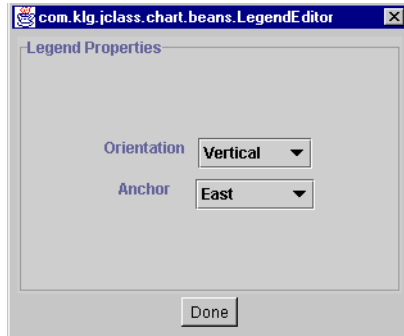 com.klg.jclass.chart.beans.LegendEditor
Legend Properties
Orientation Vertical
Anchor East
Done